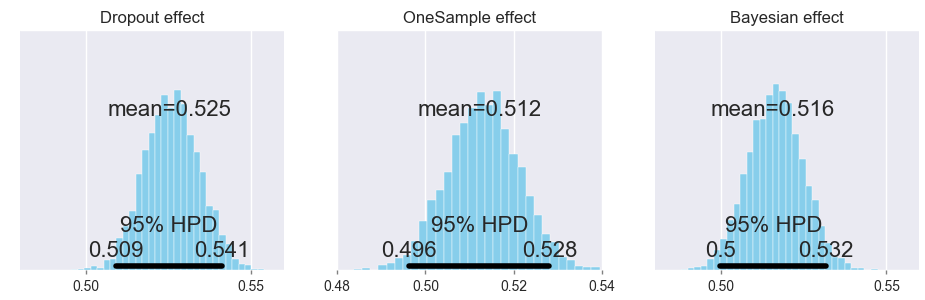 Dropout effect
mean=0.525
95% HPD
0.509 0.541
0.50 0.55
OneSample effect
mean=0.512
95% HPD
0.496 0.528
0.48 0.50 0.52 0.54
Bayesian effect
mean=0.516
95% HPD
0.5 0.532
0.50 0.55